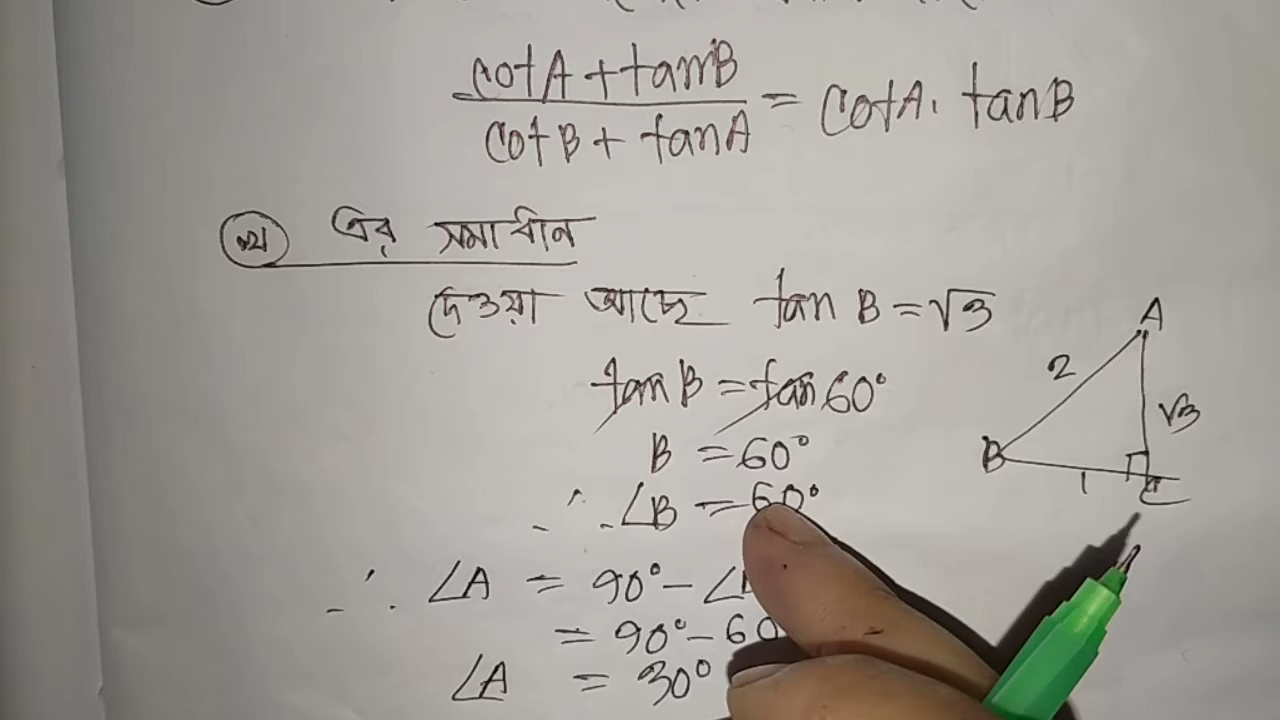 cotA + tanB
cotB + tanA
= cotA. tanB
খ এর সমাধান
দেওয়া আছে tan B = √3
tan B = tan 60°
B = 60°
∴ ∠B = 60°
∴ ∠A = 90° - ∠
= 90° - 60
∠A = 30°
A
2
√3
B
1
C